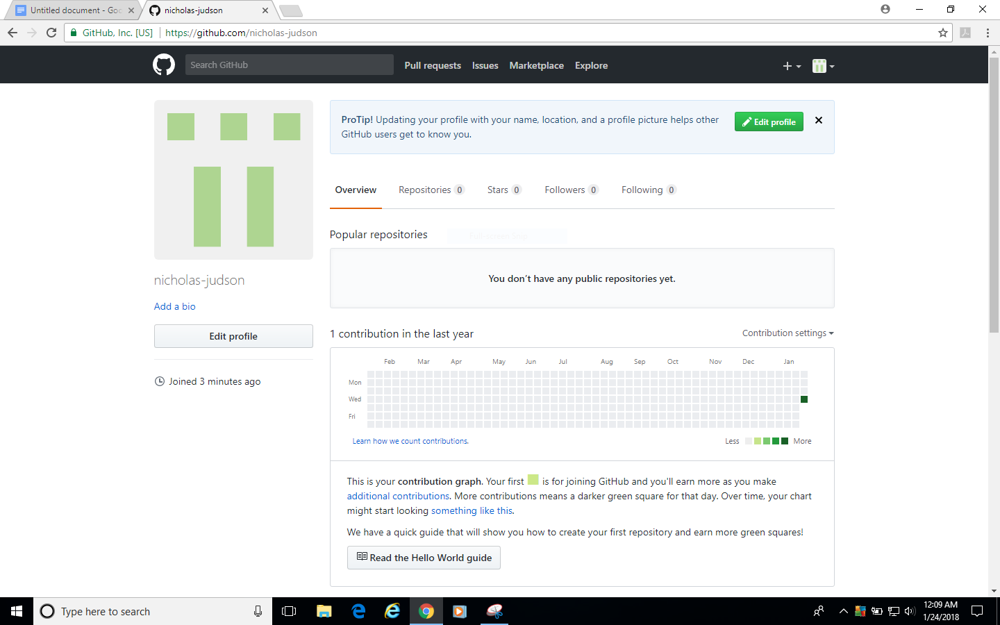 Untitled document - Goo
nicholas-judson
GitHub, Inc. [US] https://github.com/nicholas-judson
Search GitHub Pull requests Issues Marketplace Explore
ProTip! Updating your profile with your name, location, and a profile picture helps other
GitHub users get to know you.
Edit profile
Overview Repositories 0 Stars 0 Followers 0 Following 0
Popular repositories
You don't have any public repositories yet.
nicholas-judson
Add a bio
Edit profile
Joined 3 minutes ago
1 contribution in the last year Contribution settings
Feb Mar Apr May Jun Jul Aug Sep Oct Nov Dec Jan
Mon
Wed
Fri
Learn how we count contributions. Less More
This is your contribution graph. Your first is for joining GitHub and you'll earn more as you make
additional contributions. More contributions means a darker green square for that day. Over time, your chart
might start looking something like this.
We have a quick guide that will show you how to create your first repository and earn more green squares!
Read the Hello World guide
Type here to search
12:09 AM
1/24/2018